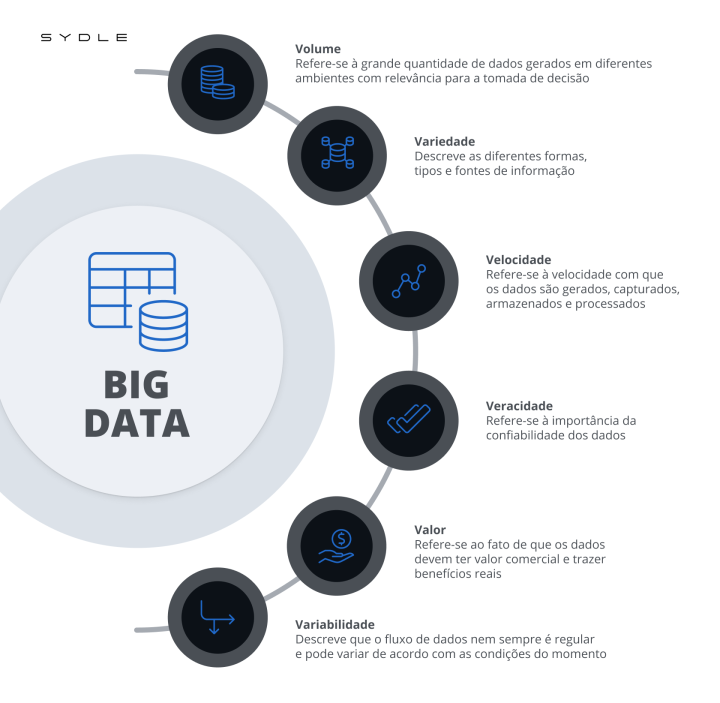 SYDLE
Volume
Refere-se à grande quantidade de dados gerados em diferentes
ambientes com relevância para a tomada de decisão
Variedade
Descreve as diferentes formas,
tipos e fontes de informação
Velocidade
Refere-se à velocidade com que
os dados são gerados, capturados,
armazenados e processados
BIG
DATA
Veracidade
Refere-se à importância da
confiabilidade dos dados
Valor
Refere-se ao fato de que os dados
devem ter valor comercial e trazer
benefícios reais
Variabilidade
Descreve que o fluxo de dados nem sempre é regular
e pode variar de acordo com as condições do momento